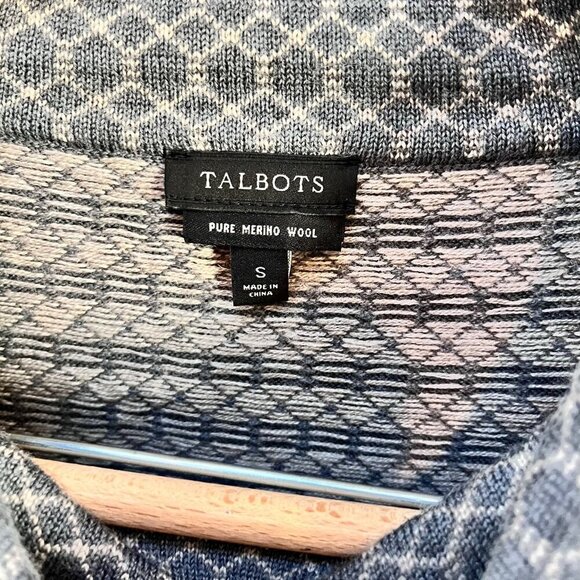 TALBOTS
PURE MERINO WOOL
S
MADE IN
CHINA